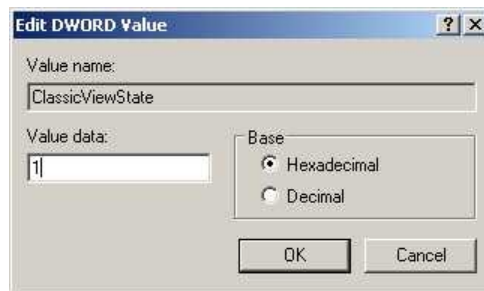 Edit DWORD Value
Value name:
ClassicViewState
Value data:
1
Base
Hexadecimal
Decimal
OK
Cancel